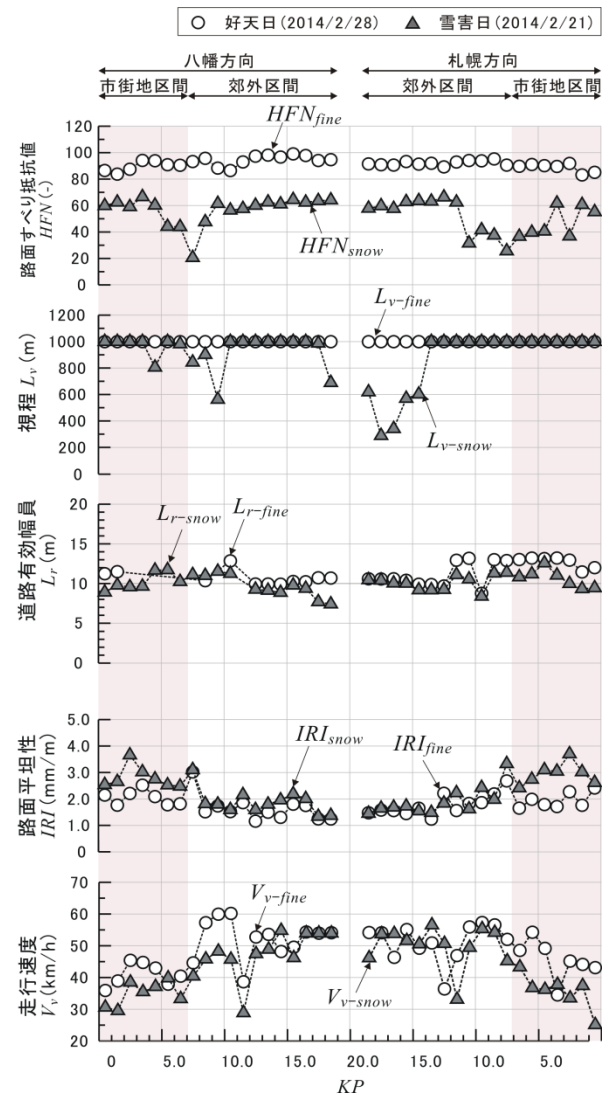 好天日(2014/2/28) 雪害日(2014/2/21)
八幡方向 札幌方向
市街地区間 郊外区間 郊外区間 市街地区間
HFNfine
120
100
80
60
40
20
0
路面すべり抵抗値
HFN(-)
HFNsnow
Lv-fine
1200
1000
800
600
400
200
0
視程 Lv(m)
Lv-snow
20
15
10
5
0
道路有効幅員
Lr(m)
Lr-snow Lr-fine
5.0
4.0
3.0
2.0
1.0
0.0
路面平坦性
IRI(mm/m)
IRIsnow IRIfine
70
60
50
40
30
20
走行速度
Vv(km/h)
Vv-fine
Vv-snow
0 5.0 10.0 15.0 20 20.0 15.0 10.0 5.0 0
KP